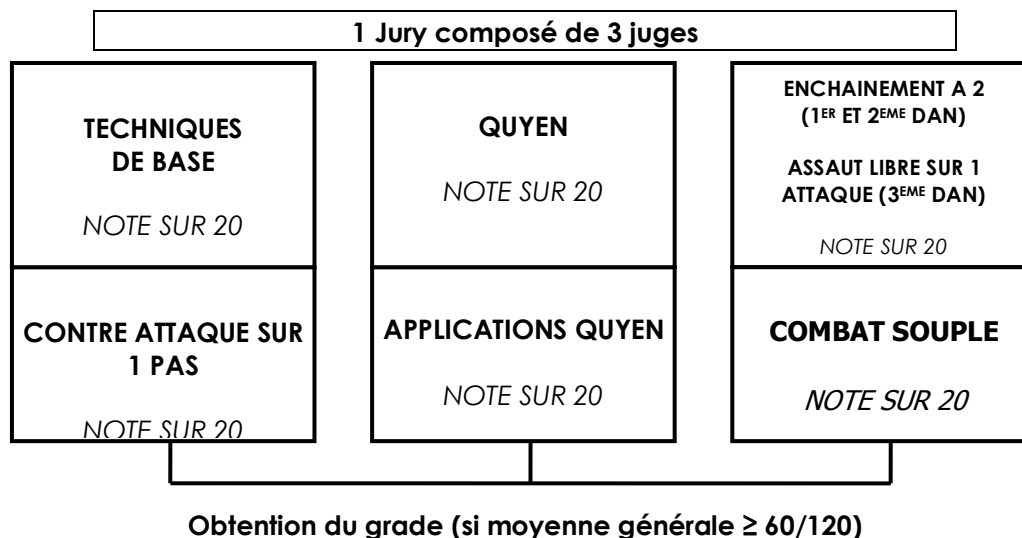 1 Jury composé de 3 juges
TECHNIQUES
DE BASE
NOTE SUR 20
CONTRE ATTAQUE SUR
1 PAS
NOTE SUR 20
QUYEN
NOTE SUR 20
APPLICATIONS QUYEN
NOTE SUR 20
ENCHAINEMENT A 2
(1ER ET 2EME DAN)
ASSAUT LIBRE SUR 1
ATTAQUE (3EME DAN)
NOTE SUR 20
COMBAT SOUPLE
NOTE SUR 20
Obtention du grade (si moyenne générale ≥ 60/120)